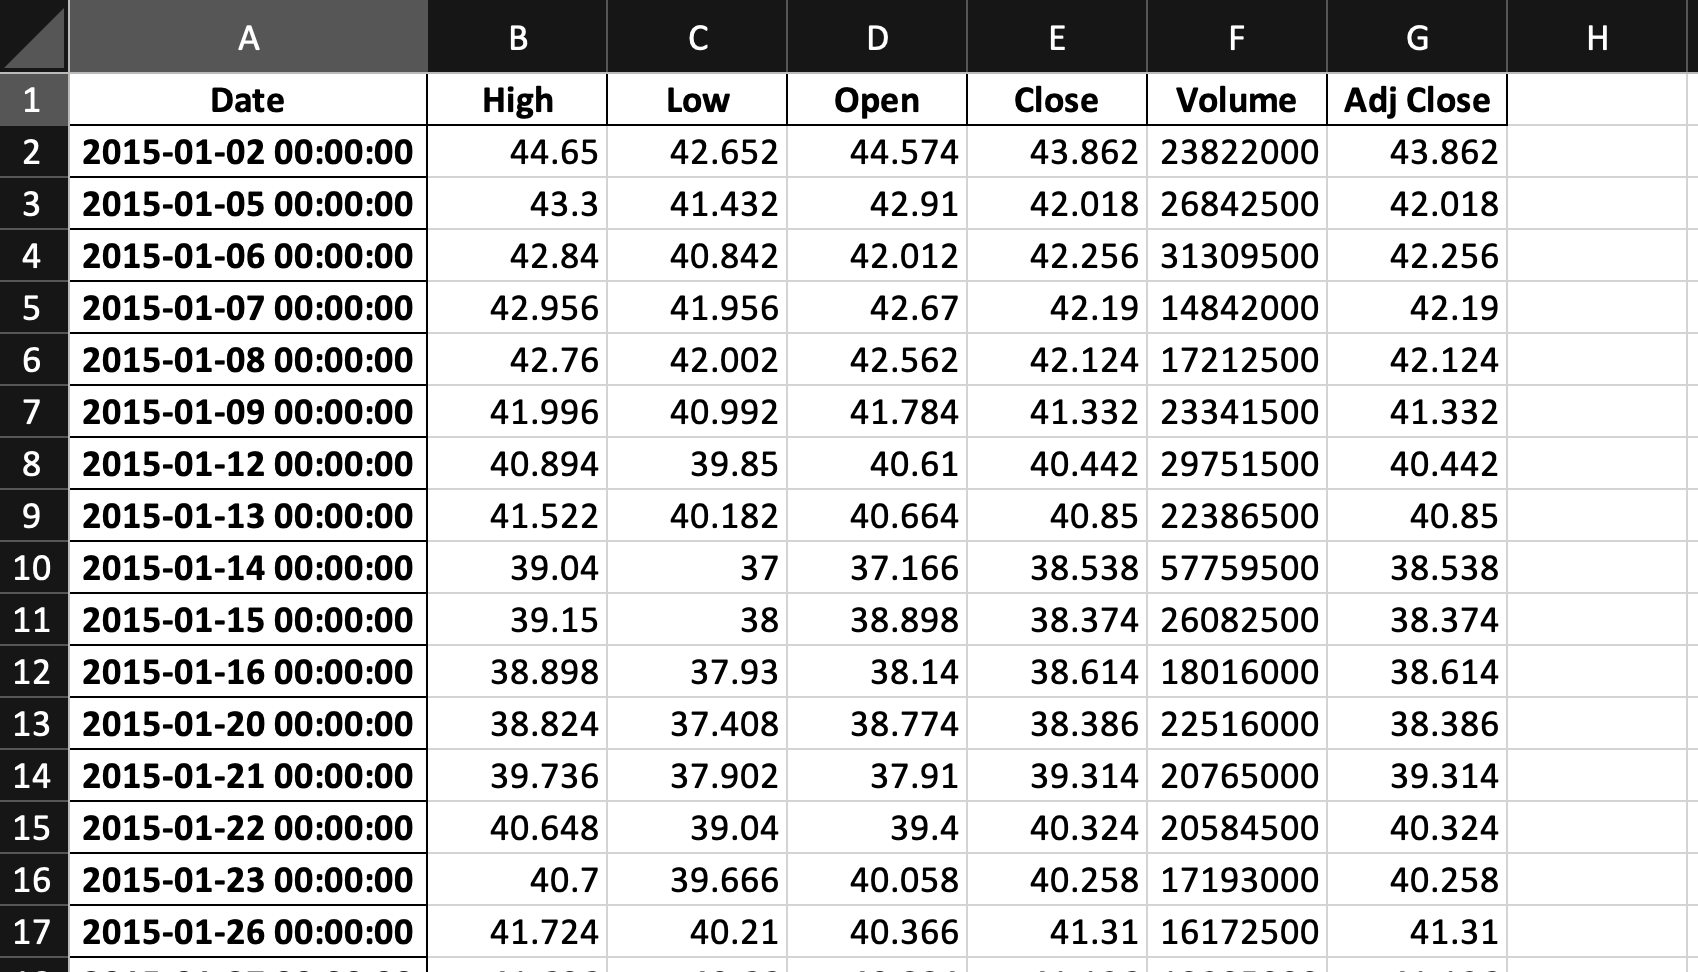 A B C D E F G H
1 Date High Low Open Close Volume Adj Close
2 2015-01-02 00:00:00 44.65 42.652 44.574 43.862 23822000 43.862
3 2015-01-05 00:00:00 43.3 41.432 42.91 42.018 26842500 42.018
4 2015-01-06 00:00:00 42.84 40.842 42.012 42.256 31309500 42.256
5 2015-01-07 00:00:00 42.956 41.956 42.67 42.19 14842000 42.19
6 2015-01-08 00:00:00 42.76 42.002 42.562 42.124 17212500 42.124
7 2015-01-09 00:00:00 41.996 40.992 41.784 41.332 23341500 41.332
8 2015-01-12 00:00:00 40.894 39.85 40.61 40.442 29751500 40.442
9 2015-01-13 00:00:00 41.522 40.182 40.664 40.85 22386500 40.85
10 2015-01-14 00:00:00 39.04 37 37.166 38.538 57759500 38.538
11 2015-01-15 00:00:00 39.15 38 38.898 38.374 26082500 38.374
12 2015-01-16 00:00:00 38.898 37.93 38.14 38.614 18016000 38.614
13 2015-01-20 00:00:00 38.824 37.408 38.774 38.386 22516000 38.386
14 2015-01-21 00:00:00 39.736 37.902 37.91 39.314 20765000 39.314
15 2015-01-22 00:00:00 40.648 39.04 39.4 40.324 20584500 40.324
16 2015-01-23 00:00:00 40.7 39.666 40.058 40.258 17193000 40.258
17 2015-01-26 00:00:00 41.724 40.21 40.366 41.31 16172500 41.31